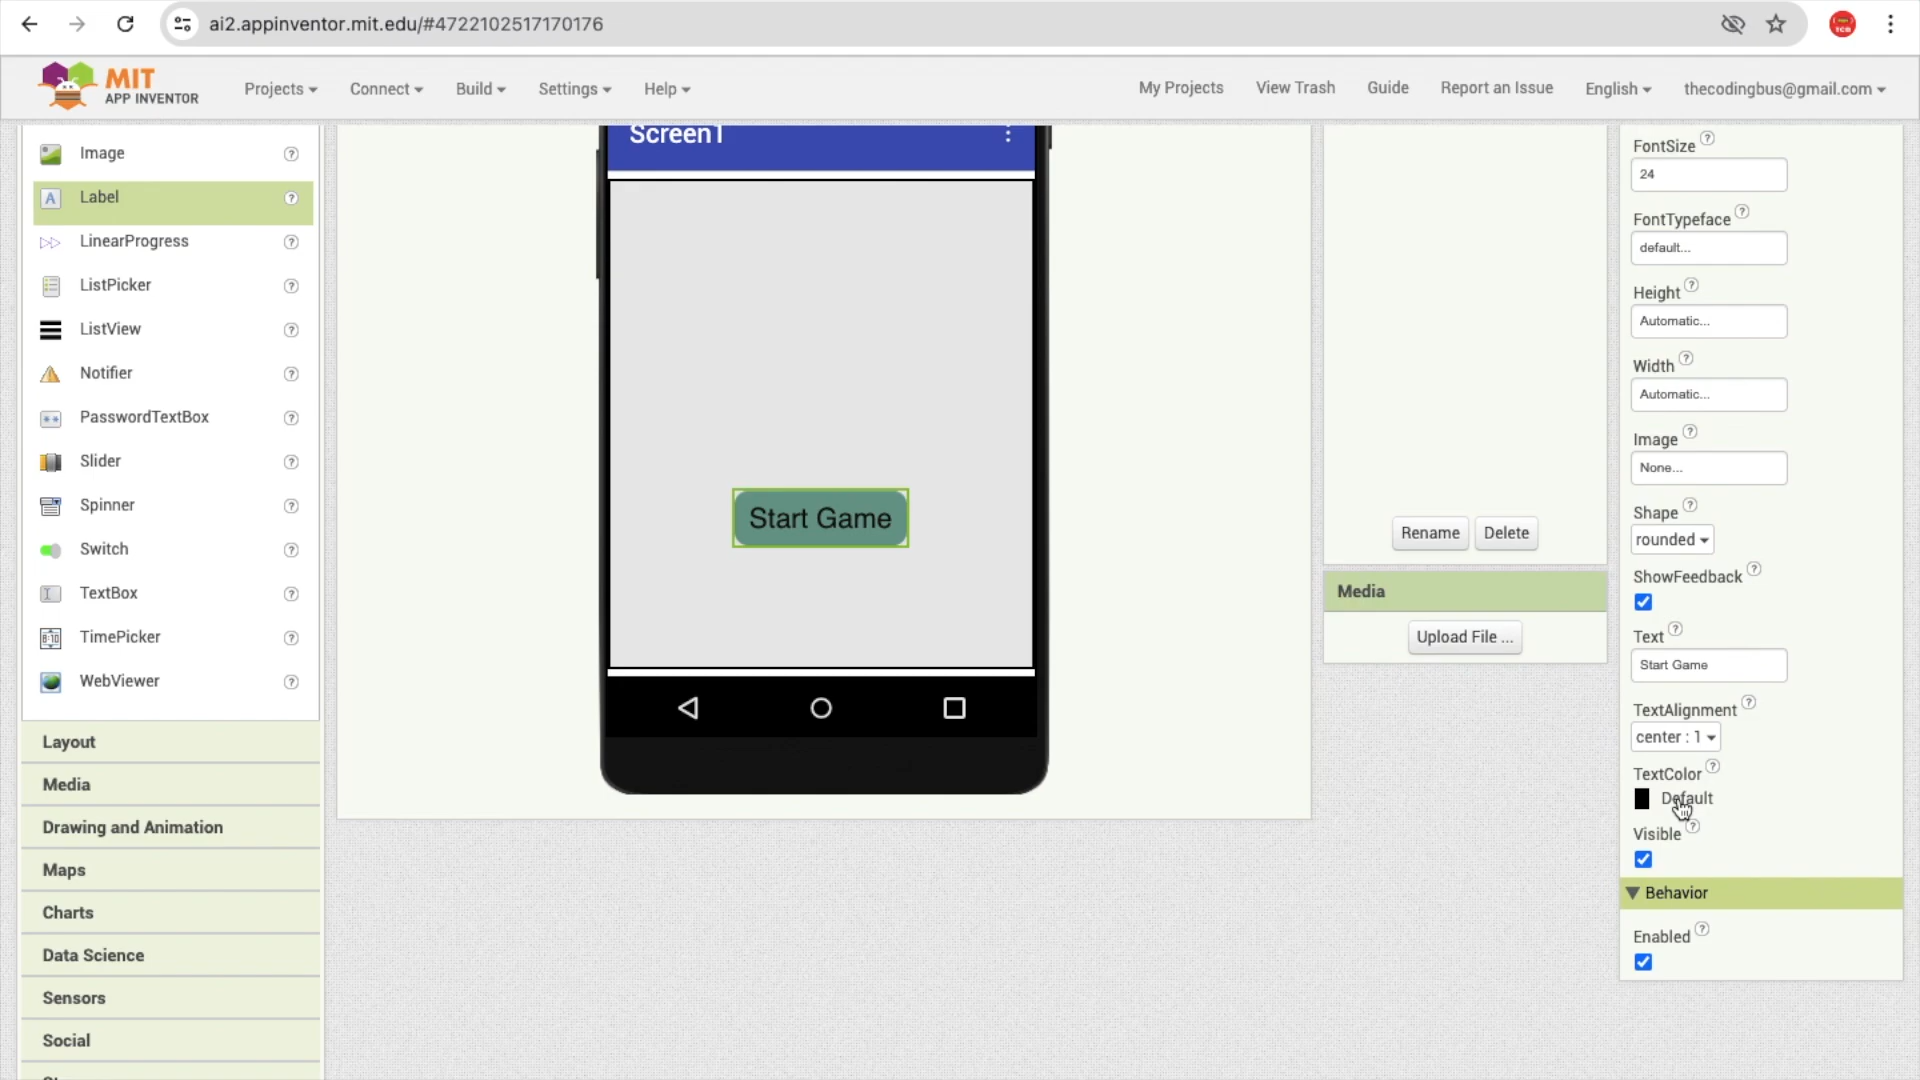 ai2.appinventor.mit.edu/#4722102517170176
MIT
APP INVENTOR
Projects
Connect
Build
Settings
Help
My Projects
View Trash
Guide
Report an Issue
English
thecodingbus@gmail.com
Image
Label
LinearProgress
ListPicker
ListView
Notifier
PasswordTextBox
Slider
Spinner
Switch
TextBox
TimePicker
WebViewer
Layout
Media
Drawing and Animation
Maps
Charts
Data Science
Sensors
Social
Screen1
Start Game
Rename
Delete
Media
Upload File ...
FontSize
24
FontTypeface
default...
Height
Automatic...
Width
Automatic...
Image
None...
Shape
rounded
ShowFeedback
Text
Start Game
TextAlignment
center : 1
TextColor
Default
Visible
Behavior
Enabled